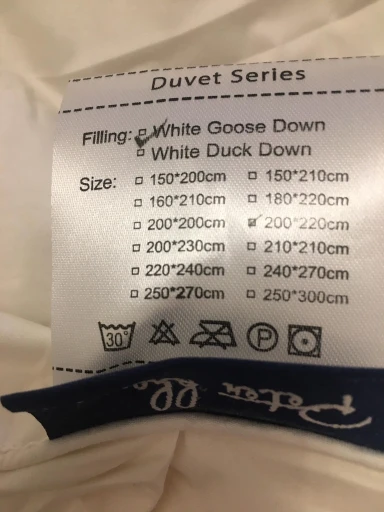 Duvet Series
Filling: White Goose Down
White Duck Down
Size: 150*200cm 150*210cm
160*210cm 180*220cm
200*200cm 200*220cm
200*230cm 210*210cm
220*240cm 240*270cm
250*270cm 250*300cm
30° P
Peter